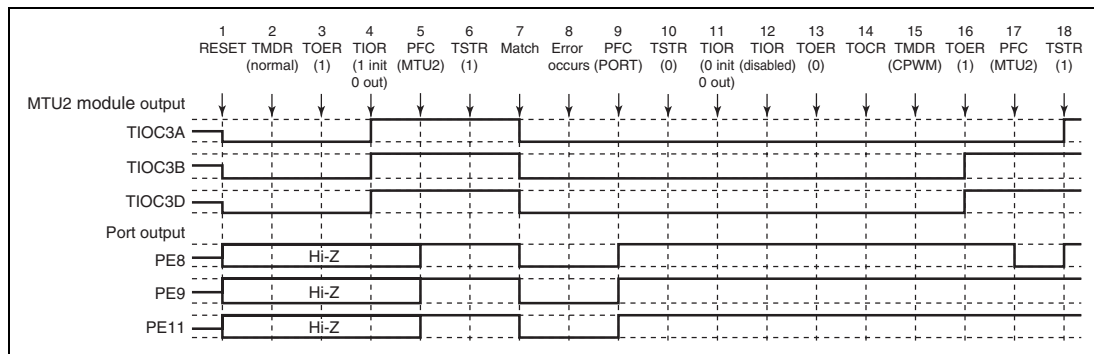 1 2 3 4 5 6 7 8 9 10 11 12 13 14 15 16 17 18
RESET TMDR TOER TIOR PFC TSTR Match Error PFC TSTR TIOR TIOR TOER TOCR TMDR TOER PFC TSTR
(normal) (1) (1 init (MTU2) (1) occurs (PORT) (0) (0 init (disabled) (0) (CPWM) (1) (MTU2) (1)
0 out) 0 out)
MTU2 module output
TIOC3A
TIOC3B
TIOC3D
Port output
PE8 Hi-Z
PE9 Hi-Z
PE11 Hi-Z